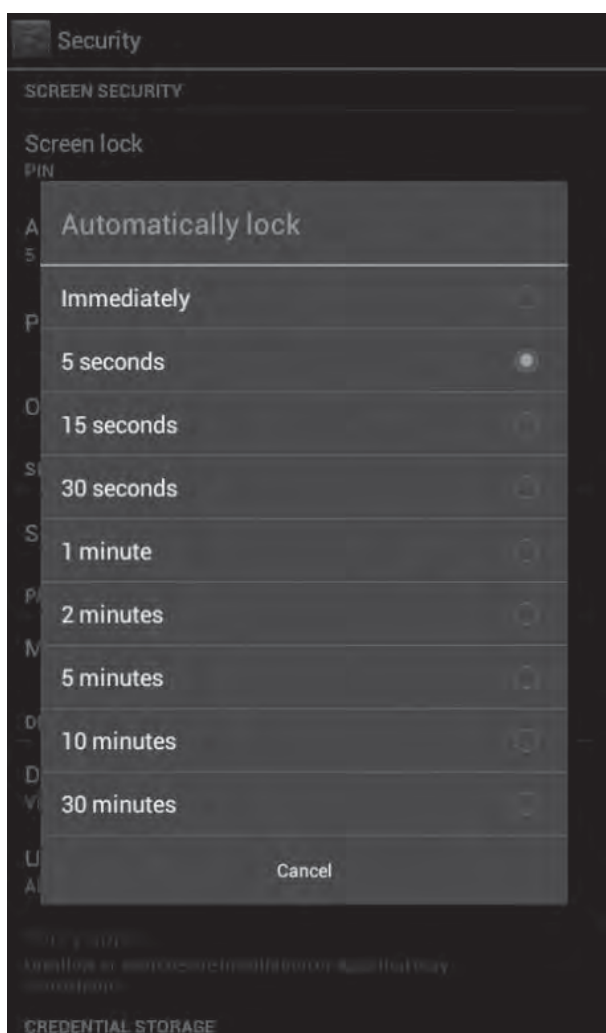 Security
SCREEN SECURITY
Screen lock
PIN
A
5
Automatically lock
Immediately
P
5 seconds
O
15 seconds
S
30 seconds
S
1 minute
P
2 minutes
M
5 minutes
D
10 minutes
D
V
30 minutes
U
A
Cancel
CREDENTIAL STORAGE